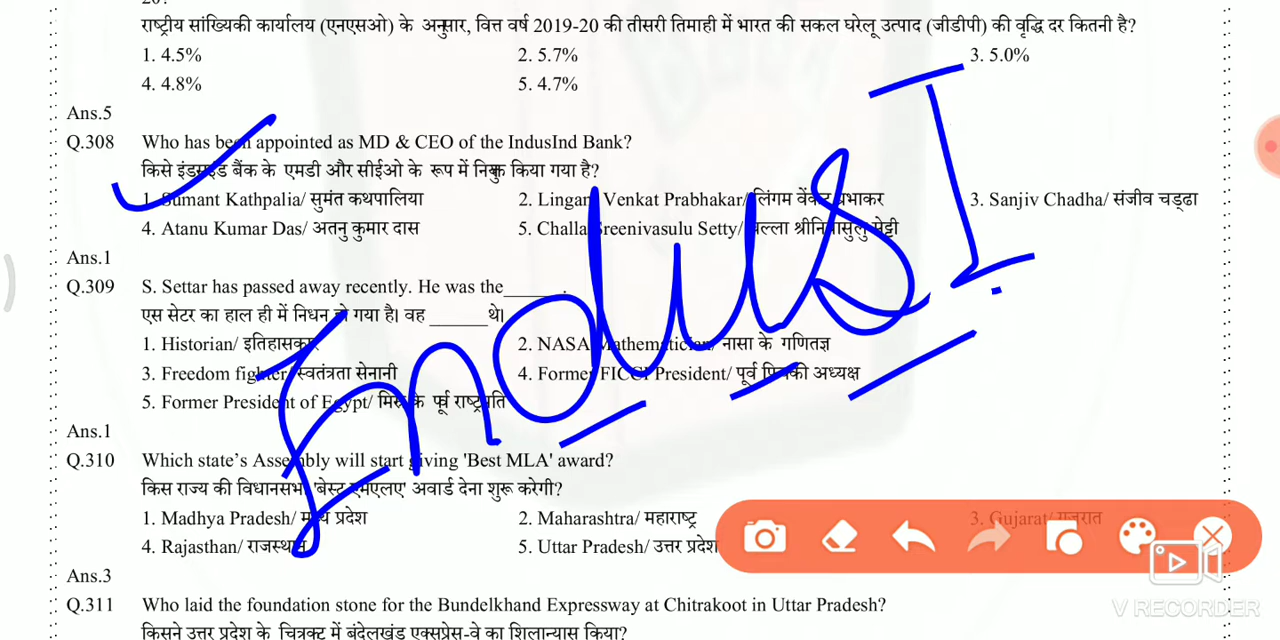 राष्ट्रीय सांख्यिकी कार्यालय (एनएसओ) के अनुसार, वित्त वर्ष 2019-20 की तीसरी तिमाही में भारत की सकल घरेलू उत्पाद (जीडीपी) की वृद्धि दर कितनी है?
1. 4.5% 2. 5.7% 3. 5.0%
4. 4.8% 5. 4.7%
Ans.5
Q.308 Who has been appointed as MD & CEO of the IndusInd Bank?
किसे इंडसइंड बैंक के एमडी और सीईओ के रूप में नियुक्त किया गया है?
1. Sumant Kathpalia/ सुमंत कथपालिया 2. Lingam Venkat Prabhakar/ लिंगम वेंकट प्रभाकर 3. Sanjiv Chadha/ संजीव चड्ढा
4. Atanu Kumar Das/ अतनु कुमार दास 5. Challa Sreenivasulu Setty/ चल्ला श्रीनिवासुलु सेट्टी
Ans.1
Q.309 S. Settar has passed away recently. He was the______ .
एस सेटर का हाल ही में निधन हो गया है। वह ______थे।
1. Historian/ इतिहासकार 2. NASA Mathematician/ नासा के गणितज्ञ
3. Freedom fighter/ स्वतंत्रता सेनानी 4. Former FICCI President/ पूर्व फिक्की अध्यक्ष
5. Former President of Egypt/ मिस्र के पूर्व राष्ट्रपति
Ans.1
Q.310 Which state’s Assembly will start giving 'Best MLA' award?
किस राज्य की विधानसभा 'बेस्ट एमएलए' अवार्ड देना शुरू करेगी?
1. Madhya Pradesh/ मध्य प्रदेश 2. Maharashtra/ महाराष्ट्र 3. Gujarat/ गुजरात
4. Rajasthan/ राजस्थान 5. Uttar Pradesh/ उत्तर प्रदेश
Ans.3
Q.311 Who laid the foundation stone for the Bundelkhand Expressway at Chitrakoot in Uttar Pradesh?
किसने उत्तर प्रदेश के चित्रकूट में बुंदेलखंड एक्सप्रेस-वे का शिलान्यास किया?
IndusI
V RECORDER